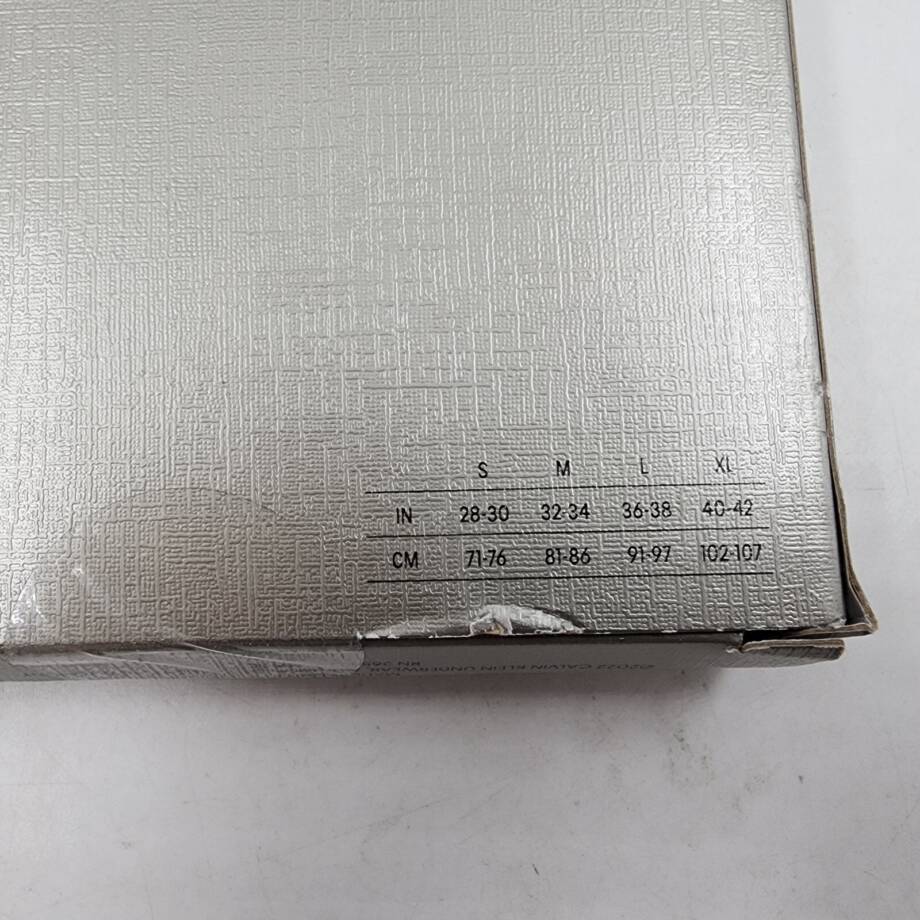 S M L XL
IN 28-30 32-34 36-38 40-42
CM 71-76 81-86 91-97 102-107
©2022 CALVIN KLEIN UNDERWEAR
RN